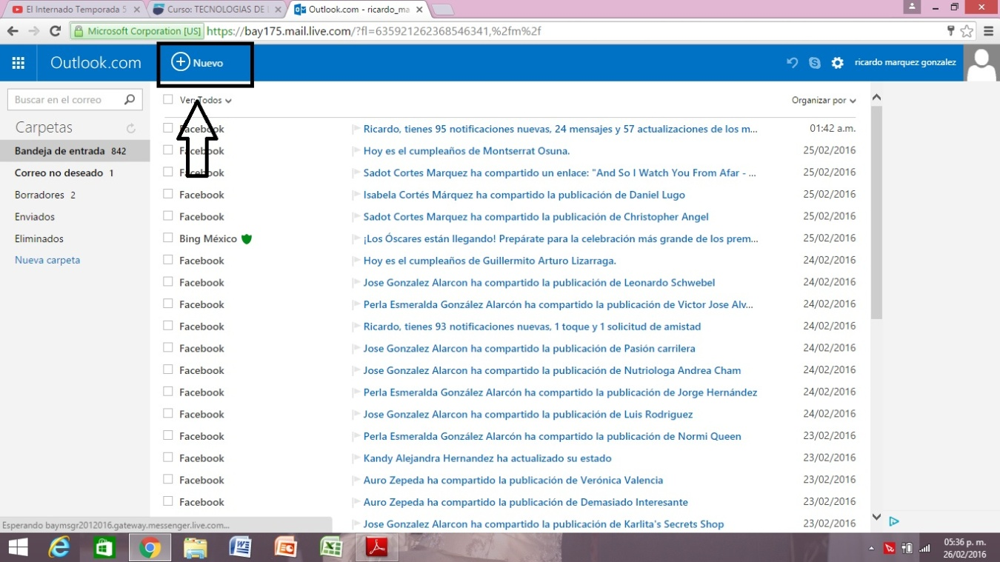 El Internado Temporada 5
Curso: TECNOLOGIAS DE
Outlook.com - ricardo_ma
Microsoft Corporation [US] https://bay175.mail.live.com/?fl=635921262368546341,%2fm%2f
Outlook.com
Nuevo
ricardo marquez gonzalez
Buscar en el correo
Ver: Todos
Organizar por
Carpetas
Bandeja de entrada 842
Correo no deseado 1
Borradores 2
Enviados
Eliminados
Nueva carpeta
Facebook Ricardo, tienes 95 notificaciones nuevas, 24 mensajes y 57 actualizaciones de los m... 01:42 a.m.
Facebook Hoy es el cumpleaños de Montserrat Osuna. 25/02/2016
Facebook Sadot Cortes Marquez ha compartido un enlace: "And So I Watch You From Afar - ... 25/02/2016
Facebook Isabela Cortés Márquez ha compartido la publicación de Daniel Lugo 25/02/2016
Facebook Sadot Cortes Marquez ha compartido la publicación de Christopher Angel 25/02/2016
Bing México ¡Los Óscares están llegando! Prepárate para la celebración más grande de los prem... 25/02/2016
Facebook Hoy es el cumpleaños de Guillermito Arturo Lizarraga. 24/02/2016
Facebook Jose Gonzalez Alarcon ha compartido la publicación de Leonardo Schwebel 24/02/2016
Facebook Perla Esmeralda González Alarcón ha compartido la publicación de Victor Jose Alv... 24/02/2016
Facebook Ricardo, tienes 93 notificaciones nuevas, 1 toque y 1 solicitud de amistad 24/02/2016
Facebook Jose Gonzalez Alarcon ha compartido la publicación de Pasión carrilera 24/02/2016
Facebook Jose Gonzalez Alarcon ha compartido la publicación de Nutriologa Andrea Cham 24/02/2016
Facebook Perla Esmeralda González Alarcón ha compartido la publicación de Jorge Hernández 24/02/2016
Facebook Jose Gonzalez Alarcon ha compartido la publicación de Luis Rodriguez 24/02/2016
Facebook Perla Esmeralda González Alarcón ha compartido la publicación de Normi Queen 23/02/2016
Facebook Kandy Alejandra Hernandez ha actualizado su estado 23/02/2016
Facebook Auro Zepeda ha compartido la publicación de Verónica Valencia 23/02/2016
Facebook Auro Zepeda ha compartido la publicación de Demasiado Interesante 23/02/2016
Jose Gonzalez Alarcon ha compartido la publicación de Karlita's Secrets Shop 23/02/2016
Esperando baymsgr2012016.gateway.messenger.live.com...
05:36 p. m.
26/02/2016